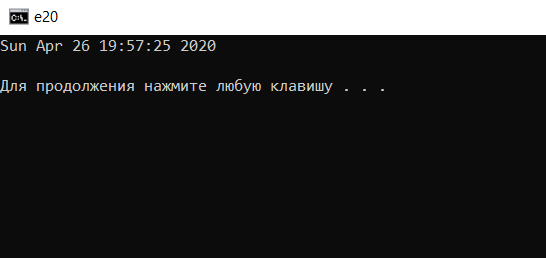 e20
Sun Apr 26 19:57:25 2020
Для продолжения нажмите любую клавишу . . .